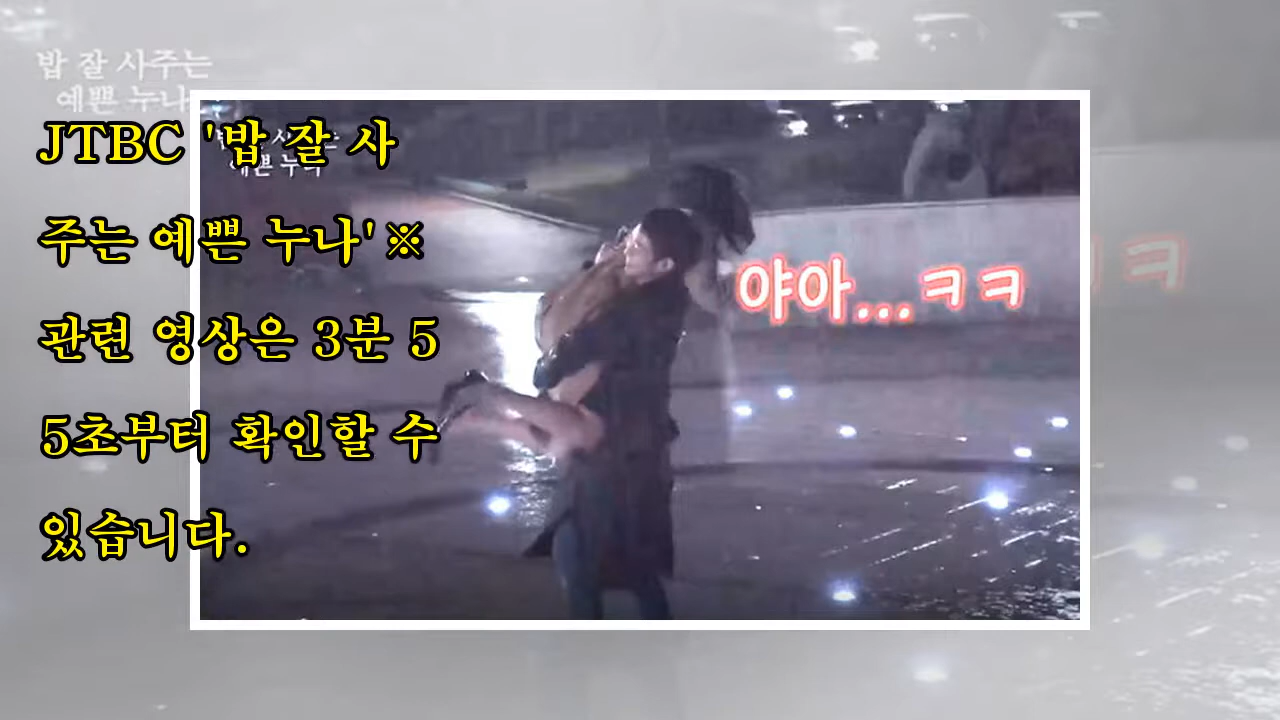 밥 잘 사주는
예쁜 누나
JTBC '밥 잘 사
주는 예쁜 누나'※
관련 영상은 3분 5
5초부터 확인할 수
있습니다.
야아...ㅋㅋ